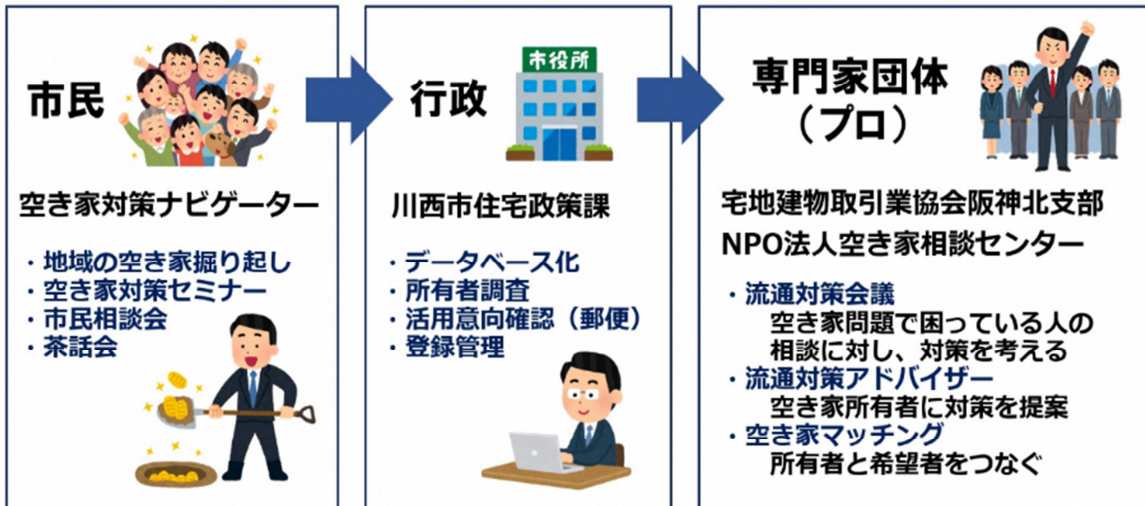 市民
空き家対策ナビゲーター
・地域の空き家掘り起し
・空き家対策セミナー
・市民相談会
・茶話会
行政
市役所
川西市住宅政策課
・データベース化
・所有者調査
・活用意向確認（郵便）
・登録管理
専門家団体
（プロ）
宅地建物取引業協会阪神北支部
NPO法人空き家相談センター
・流通対策会議
空き家問題で困っている人の
相談に対し、対策を考える
・流通対策アドバイザー
空き家所有者に対策を提案
・空き家マッチング
所有者と希望者をつなぐ